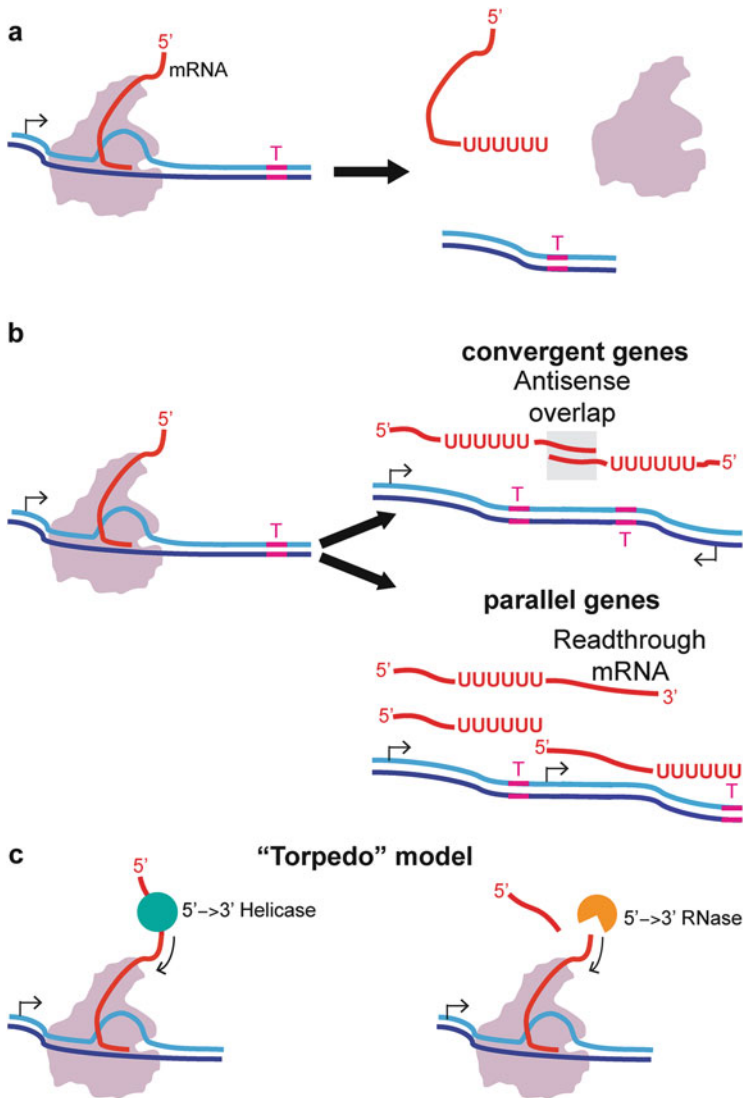 a
5'
mRNA
T
5'
UUUUUU
T
b
5'
T
convergent genes
Antisense
overlap
5'
UUUUUU
UUUUUU
5'
T
T
parallel genes
Readthrough
mRNA
5'
UUUUUU
3'
5'
UUUUUU
5'
UUUUUU
T
T
c
“Torpedo” model
5'
5'–>3' Helicase
5'
5'–>3' RNase